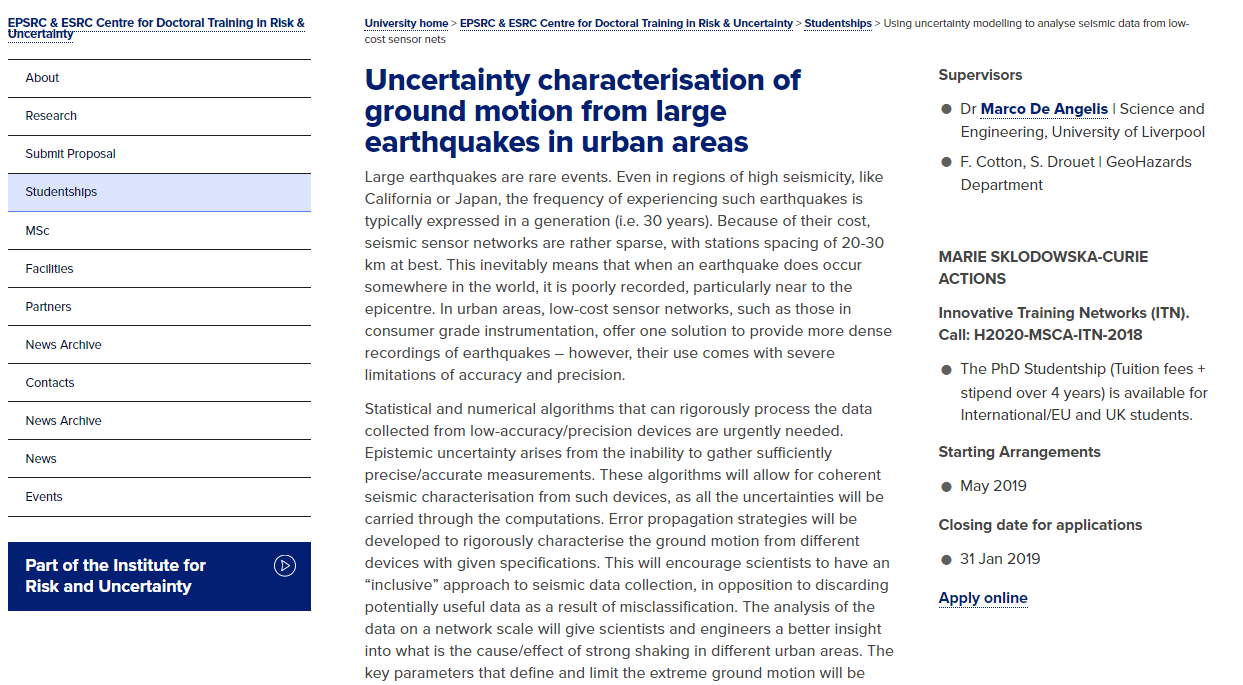 EPSRC & ESRC Centre for Doctoral Training in Risk &
Uncertainty
About
Research
Submit Proposal
Studentships
MSc
Facilities
Partners
News Archive
Contacts
News Archive
News
Events
Part of the Institute for
Risk and Uncertainty
University home > EPSRC & ESRC Centre for Doctoral Training in Risk & Uncertainty > Studentships > Using uncertainty modelling to analyse seismic data from low-
cost sensor nets
Uncertainty characterisation of
ground motion from large
earthquakes in urban areas
Large earthquakes are rare events. Even in regions of high seismicity, like
California or Japan, the frequency of experiencing such earthquakes is
typically expressed in a generation (i.e. 30 years). Because of their cost,
seismic sensor networks are rather sparse, with stations spacing of 20-30
km at best. This inevitably means that when an earthquake does occur
somewhere in the world, it is poorly recorded, particularly near to the
epicentre. In urban areas, low-cost sensor networks, such as those in
consumer grade instrumentation, offer one solution to provide more dense
recordings of earthquakes – however, their use comes with severe
limitations of accuracy and precision.
Statistical and numerical algorithms that can rigorously process the data
collected from low-accuracy/precision devices are urgently needed.
Epistemic uncertainty arises from the inability to gather sufficiently
precise/accurate measurements. These algorithms will allow for coherent
seismic characterisation from such devices, as all the uncertainties will be
carried through the computations. Error propagation strategies will be
developed to rigorously characterise the ground motion from different
devices with given specifications. This will encourage scientists to have an
“inclusive” approach to seismic data collection, in opposition to discarding
potentially useful data as a result of misclassification. The analysis of the
data on a network scale will give scientists and engineers a better insight
into what is the cause/effect of strong shaking in different urban areas. The
key parameters that define and limit the extreme ground motion will be
Supervisors
● Dr Marco De Angelis | Science and
Engineering, University of Liverpool
● F. Cotton, S. Drouet | GeoHazards
Department
MARIE SKLODOWSKA-CURIE
ACTIONS
Innovative Training Networks (ITN).
Call: H2020-MSCA-ITN-2018
● The PhD Studentship (Tuition fees +
stipend over 4 years) is available for
International/EU and UK students.
Starting Arrangements
● May 2019
Closing date for applications
● 31 Jan 2019
Apply online